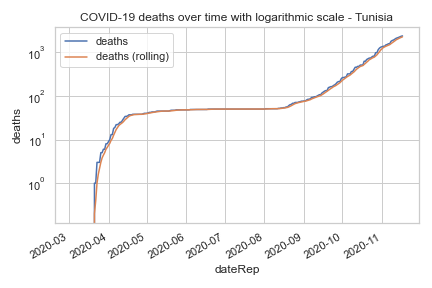 COVID-19 deaths over time with logarithmic scale - Tunisia
deaths
deaths (rolling)
10³
10²
10¹
10⁰
deaths
2020-03
2020-04
2020-05
2020-06
2020-07
2020-08
2020-09
2020-10
2020-11
dateRep